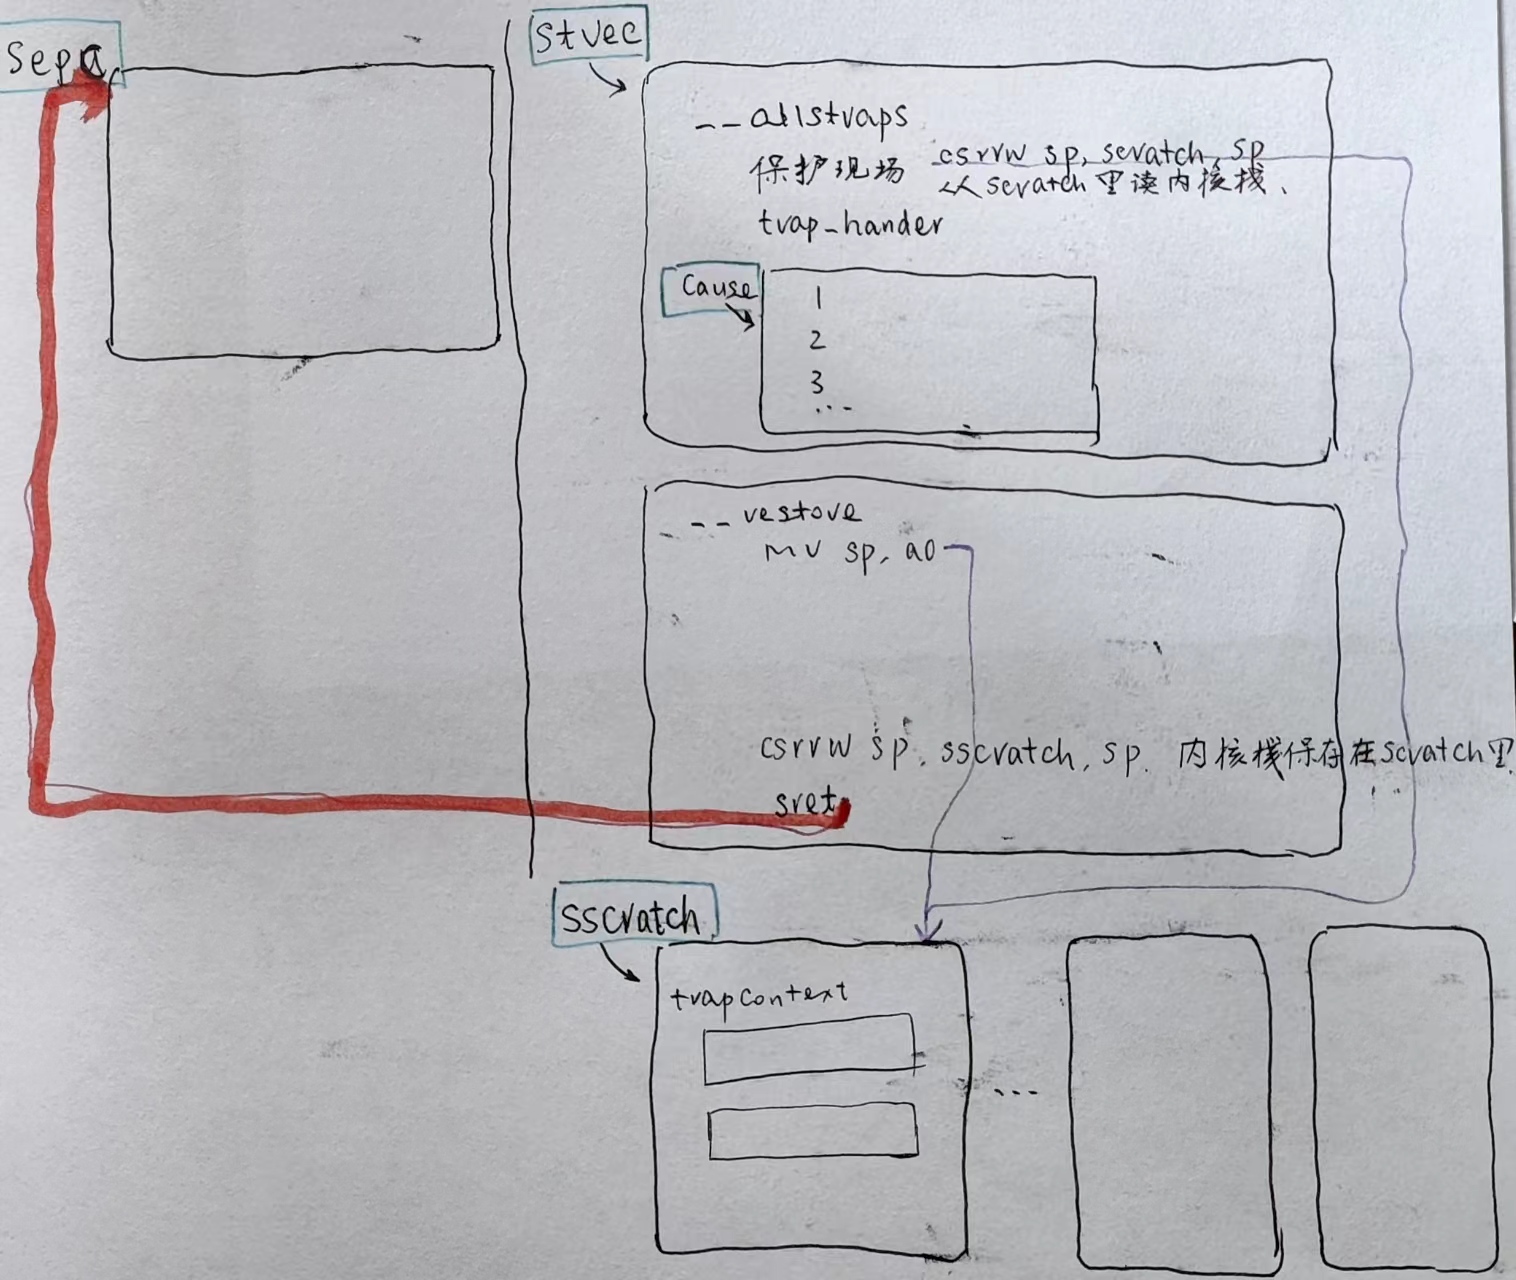 sepc
stvec
__alltraps
保护现场 csrrw sp, scratch, sp
从scratch里读内核栈、
trap_hander
Cause
1
2
3
...
__restore
mv sp, a0
csrrw sp, sscratch, sp. 内核栈保存在scratch里
sret
sscratch
trapcontext
...